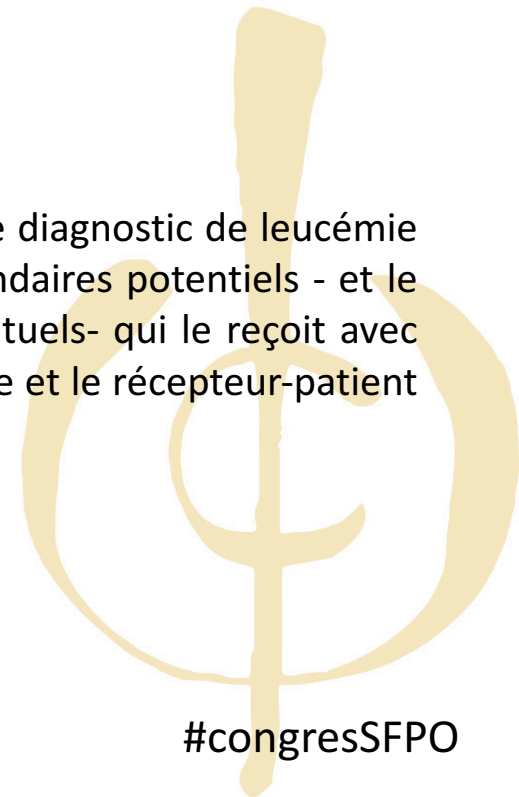 e diagnostic de leucémie
ndaires potentiels - et le
tuels- qui le reçoit avec
e et le récepteur-patient
#congresSFPO